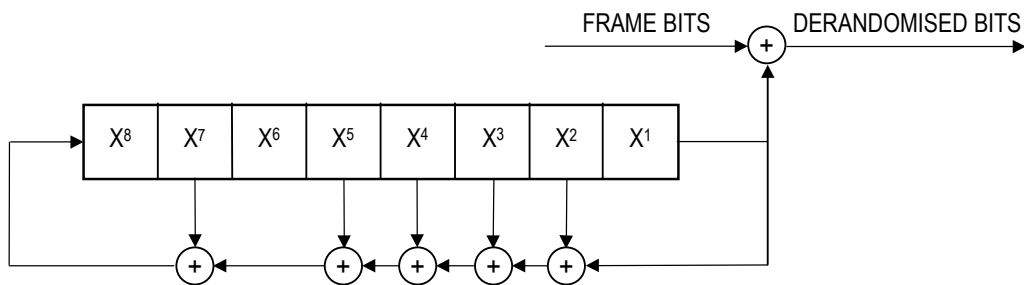 FRAME BITS DERANDOMISED BITS
+
X8 X7 X6 X5 X4 X3 X2 X1
+ + + + +